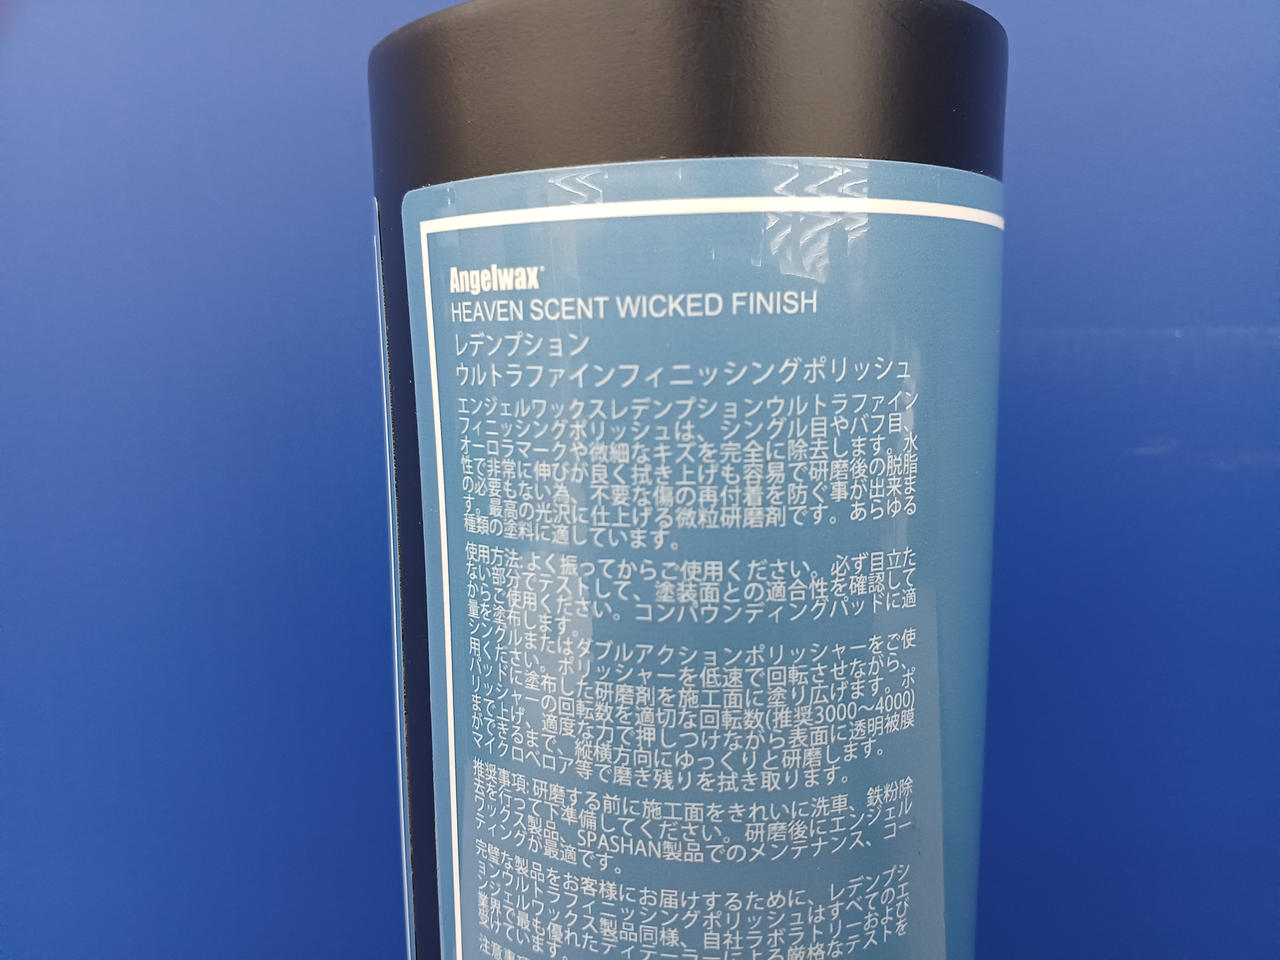 Angelwax
HEAVEN SCENT WICKED FINISH
レデンプション
ウルトラファインフィニッシングポリッシュ
エンジェルワックスレデンプションウルトラファイン
フィニッシングポリッシュは、シングル目やバフ目、
オーロラマークや微細なキズを完全に除去します。水
性で非常に伸びが良く拭き上げも容易で研磨後の脱脂
の必要もない為、不要な傷の再付着を防ぐ事が出来ま
す。最高の光沢に仕上げる微粒研磨剤です。あらゆる
種類の塗料に適しています。
使用方法: よく振ってからご使用ください。必ず目立た
ない部分でテストして、塗装面との適合性を確認して
からご使用ください。コンパウンディングパッドに適
量を塗布します。
シングルまたはダブルアクションポリッシャーをご使
用ください。ポリッシャーを低速で回転させながら、
パッドに塗布した研磨剤を施工面に塗り広げます。ポ
リッシャーの回転数を適切な回転数(推奨3000～4000)
まで上げ、適度な力で押しつけながら表面に透明被膜
ができるまで、縦横方向にゆっくりと研磨します。
マイクロベロア等で磨き残りを拭き取ります。
推奨事項: 研磨する前に施工面をきれいに洗車、鉄粉除
去を行って下準備してください。研磨後にエンジェル
ワックス製品、SPASHAN製品でのメンテナンス、コー
ティングが最適です。
完璧な製品をお客様にお届けするために、レデンプシ
ョンウルトラフィニッシングポリッシュはすべてのエ
ンジェルワックス製品同様、自社ラボラトリーおよび
業界で最も優れたディテーラーによる厳格なテストを
受けています。
注意事項